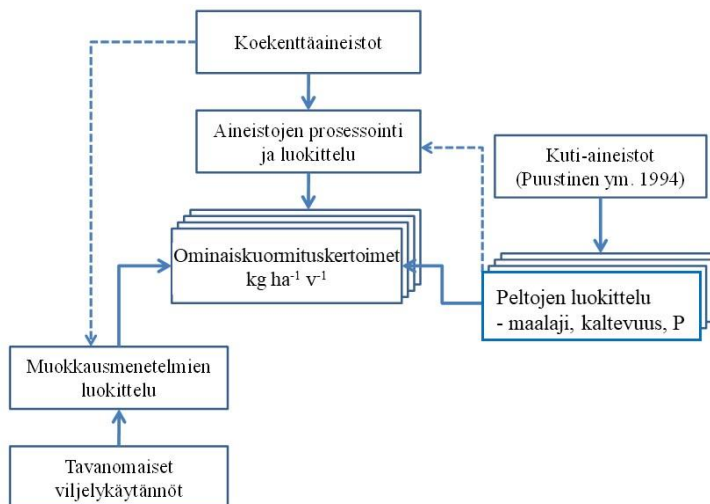 Koekenttäaineistot
Aineistojen prosessointi
ja luokittelu
Kuti-aineistot
(Puustinen ym. 1994)
Ominaiskuormituskertoimet
kg ha⁻¹ v⁻¹
Peltojen luokittelu
- maalaji, kaltevuus, P
Muokkausmenetelmien
luokittelu
Tavanomaiset
viljelykäytännöt